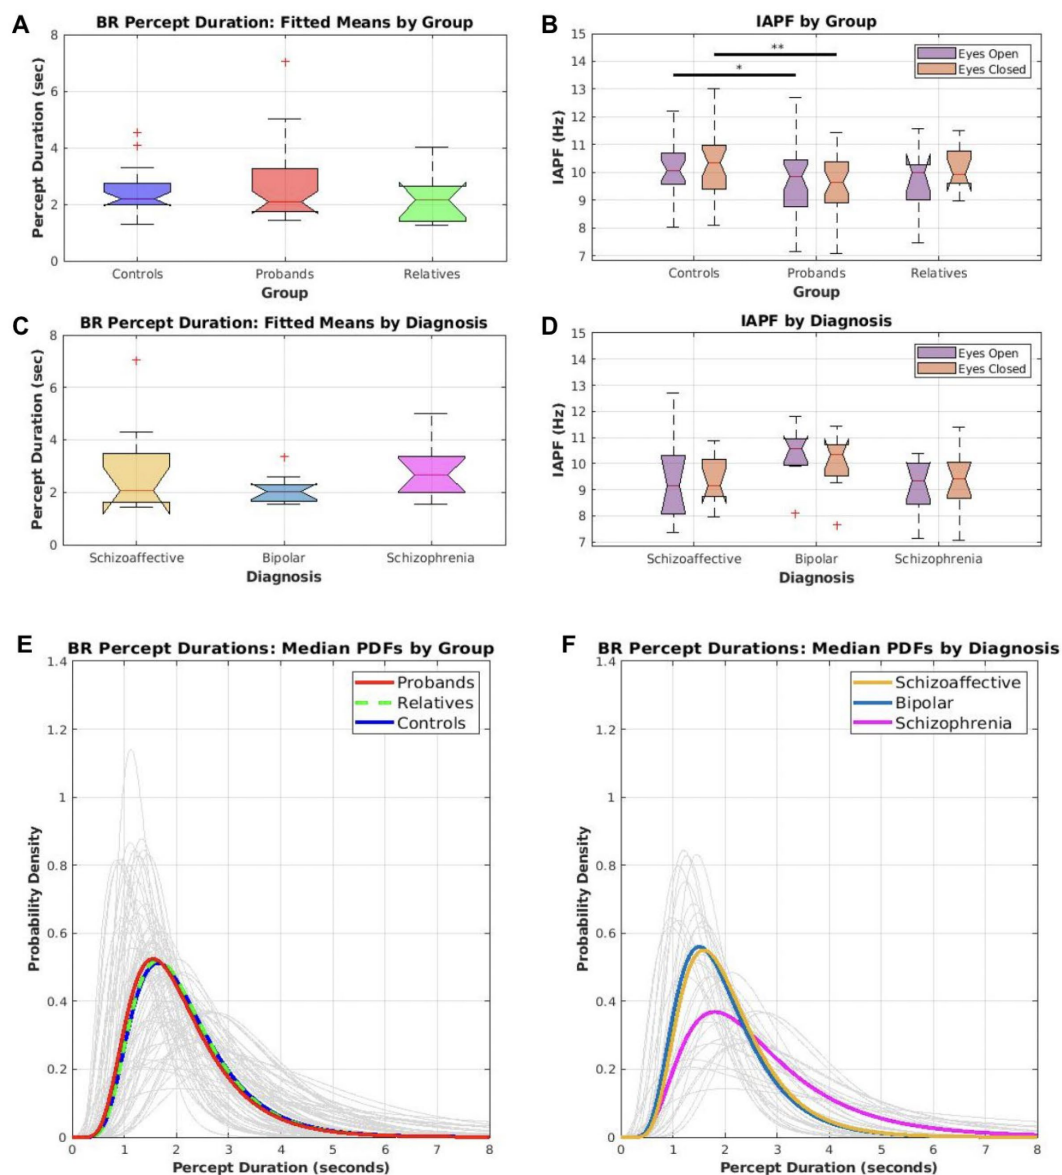 A
BR Percept Duration: Fitted Means by Group
Percept Duration (sec)
8
6
4
2
0
Controls
Probands
Relatives
Group
B
IAPF by Group
IAPF (Hz)
15
14
13
12
11
10
9
8
7
**
*
Eyes Open
Eyes Closed
Controls
Probands
Relatives
Group
C
BR Percept Duration: Fitted Means by Diagnosis
Percept Duration (sec)
8
6
4
2
0
Schizoaffective
Bipolar
Schizophrenia
Diagnosis
D
IAPF by Diagnosis
IAPF (Hz)
15
14
13
12
11
10
9
8
7
Eyes Open
Eyes Closed
Schizoaffective
Bipolar
Schizophrenia
Diagnosis
E
BR Percept Durations: Median PDFs by Group
Probability Density
1.4
1.2
1
0.8
0.6
0.4
0.2
0
Probands
Relatives
Controls
0 1 2 3 4 5 6 7 8
Percept Duration (seconds)
F
BR Percept Durations: Median PDFs by Diagnosis
Probability Density
1.4
1.2
1
0.8
0.6
0.4
0.2
0
Schizoaffective
Bipolar
Schizophrenia
0 1 2 3 4 5 6 7 8
Percept Duration (seconds)